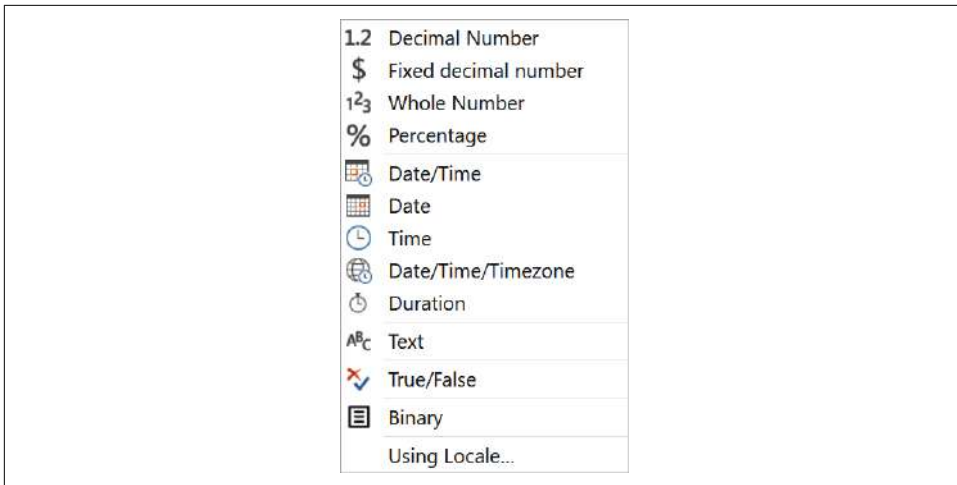 1.2 Decimal Number
$ Fixed decimal number
123 Whole Number
% Percentage
Date/Time
Date
Time
Date/Time/Timezone
Duration
ABC Text
True/False
Binary
Using Locale...